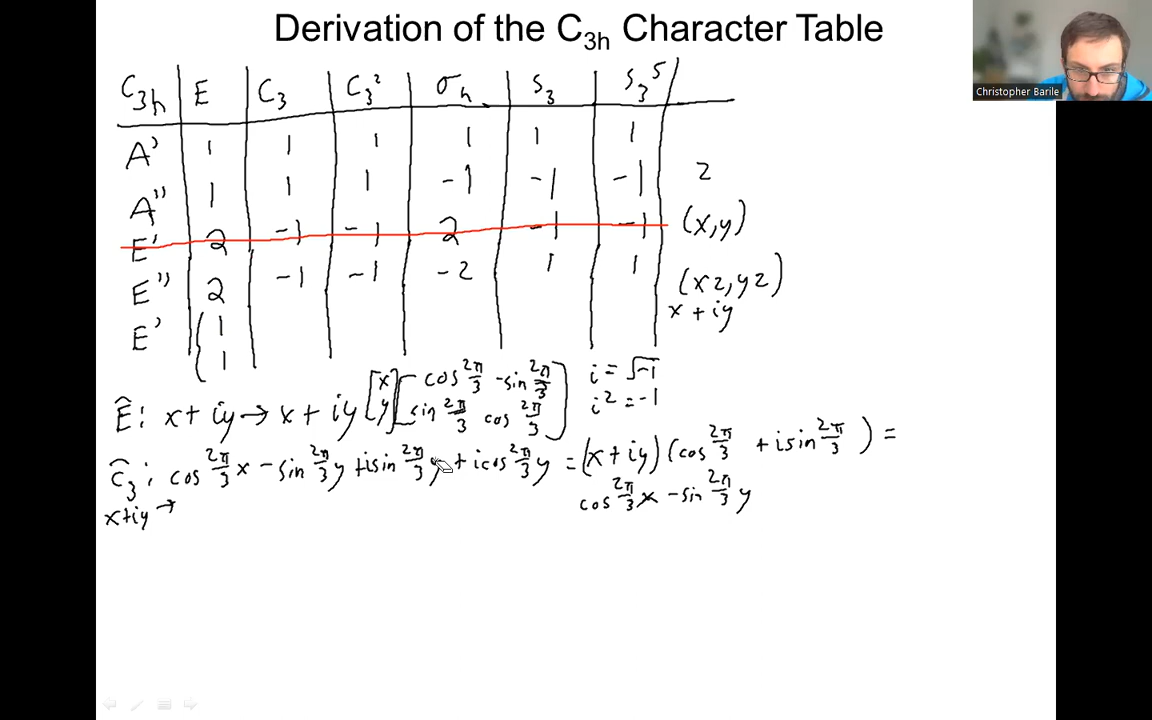 Derivation of the C₃ₕ Character Table
Christopher Barile
C₃ₕ E C₃ C₃² σₕ S₃ S₃⁵
A' 1 1 1 1 1 1
A'' 1 1 1 -1 -1 -1 z
E' 2 -1 -1 2 -1 -1 (x,y)
E'' 2 -1 -1 -2 1 1 (xz,yz)
x + iy
E' { 1
1
Ê: x + iy → x + iy [x y] [cos 2π/3 -sin 2π/3
sin 2π/3 cos 2π/3]
i = √-1
i² = -1
Ĉ₃: cos 2π/3 x - sin 2π/3 y + i sin 2π/3 y + i cos 2π/3 y = (x + iy) (cos 2π/3 + i sin 2π/3) =
x+iy →
cos 2π/3 x - sin 2π/3 y